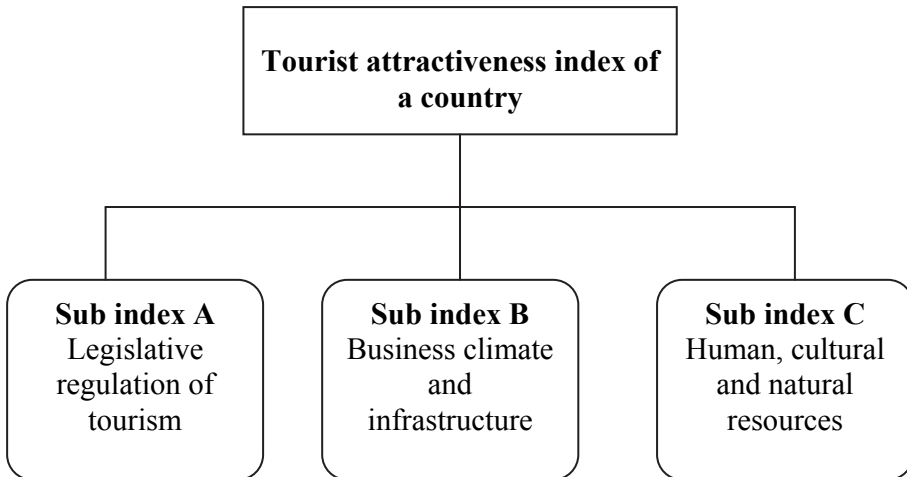 Tourist attractiveness index of
a country
Sub index A
Legislative
regulation of
tourism
Sub index B
Business climate
and
infrastructure
Sub index C
Human, cultural
and natural
resources